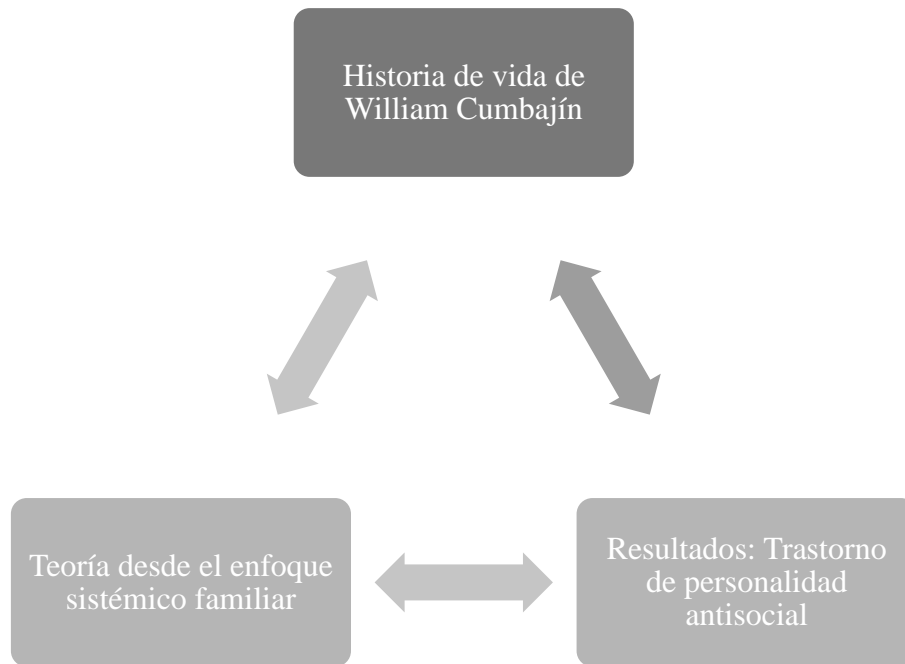 Historia de vida de
William Cumbajín
Teoría desde el enfoque
sistémico familiar
Resultados: Trastorno
de personalidad
antisocial